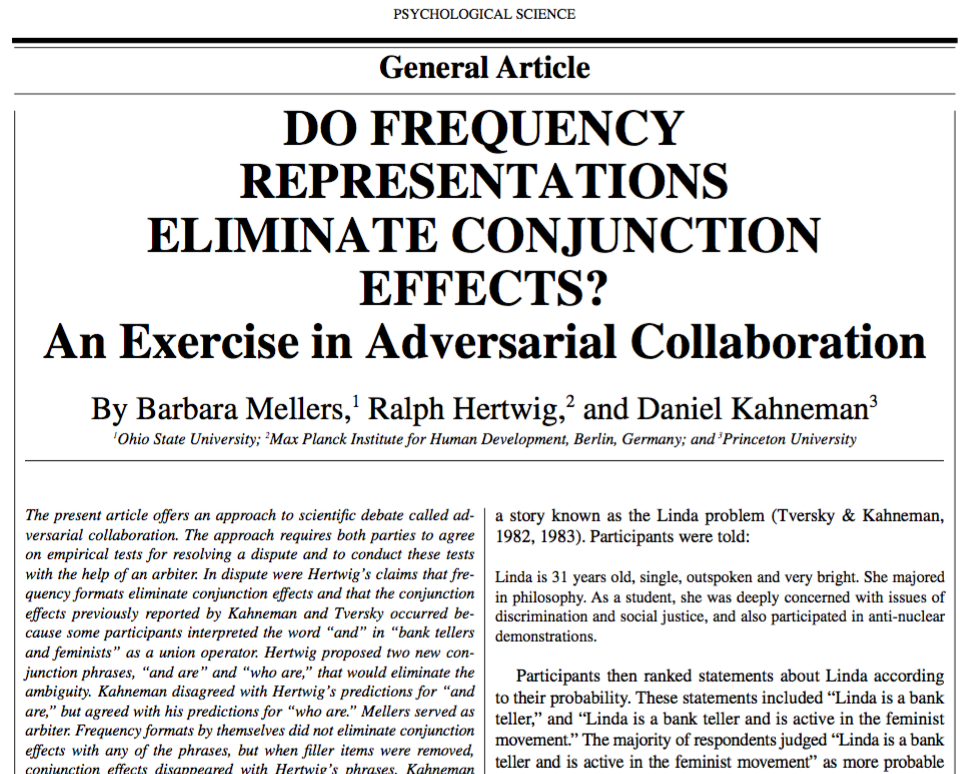 PSYCHOLOGICAL SCIENCE
General Article
DO FREQUENCY
REPRESENTATIONS
ELIMINATE CONJUNCTION
EFFECTS?
An Exercise in Adversarial Collaboration
By Barbara Mellers,1 Ralph Hertwig,2 and Daniel Kahneman3
1Ohio State University; 2Max Planck Institute for Human Development, Berlin, Germany; and 3Princeton University
The present article offers an approach to scientific debate called ad-
versarial collaboration. The approach requires both parties to agree
on empirical tests for resolving a dispute and to conduct these tests
with the help of an arbiter. In dispute were Hertwig's claims that fre-
quency formats eliminate conjunction effects and that the conjunction
effects previously reported by Kahneman and Tversky occurred be-
cause some participants interpreted the word “and” in “bank tellers
and feminists” as a union operator. Hertwig proposed two new con-
junction phrases, “and are” and “who are,” that would eliminate the
ambiguity. Kahneman disagreed with Hertwig's predictions for “and
are,” but agreed with his predictions for “who are.” Mellers served as
arbiter. Frequency formats by themselves did not eliminate conjunction
effects with any of the phrases, but when filler items were removed,
conjunction effects disappeared with Hertwig's phrases. Kahneman
a story known as the Linda problem (Tversky & Kahneman,
1982, 1983). Participants were told:
Linda is 31 years old, single, outspoken and very bright. She majored
in philosophy. As a student, she was deeply concerned with issues of
discrimination and social justice, and also participated in anti-nuclear
demonstrations.
Participants then ranked statements about Linda according
to their probability. These statements included “Linda is a bank
teller,” and “Linda is a bank teller and is active in the feminist
movement.” The majority of respondents judged “Linda is a bank
teller and is active in the feminist movement” as more probable